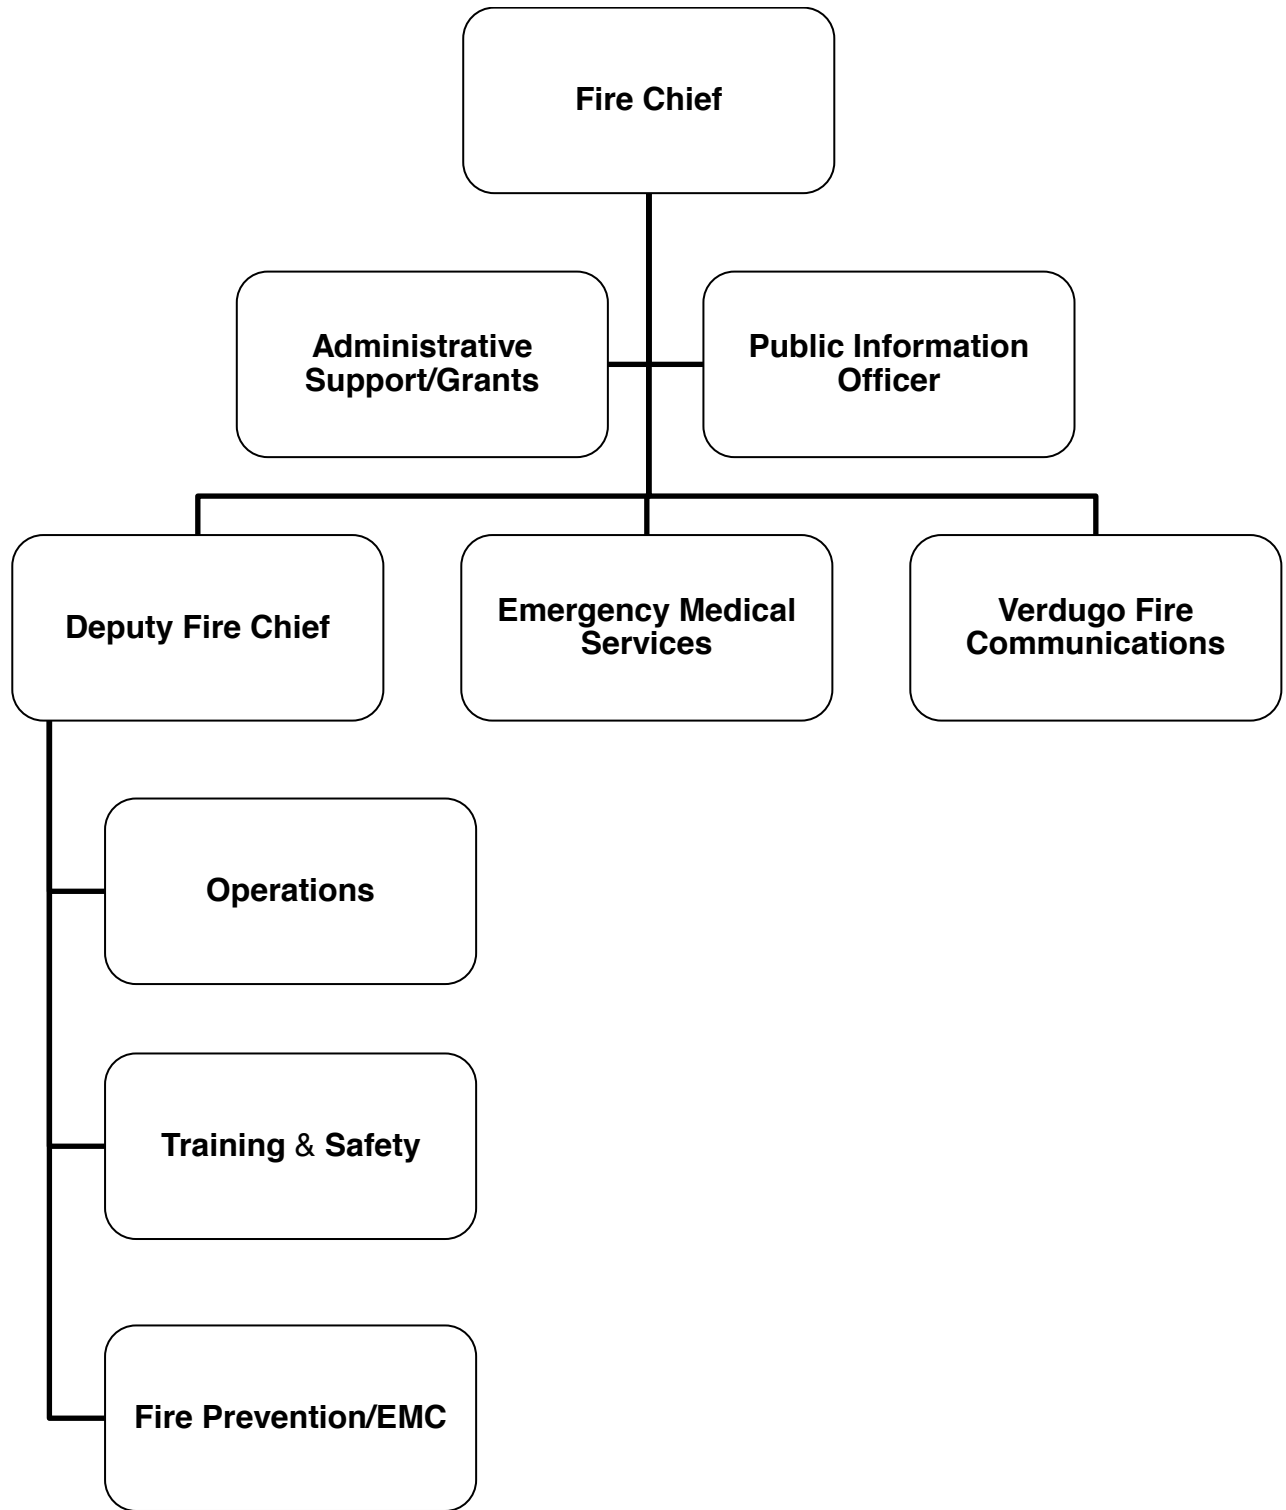 Fire Chief
Administrative
Support/Grants
Public Information
Officer
Deputy Fire Chief
Emergency Medical
Services
Verdugo Fire
Communications
Operations
Training & Safety
Fire Prevention/EMC